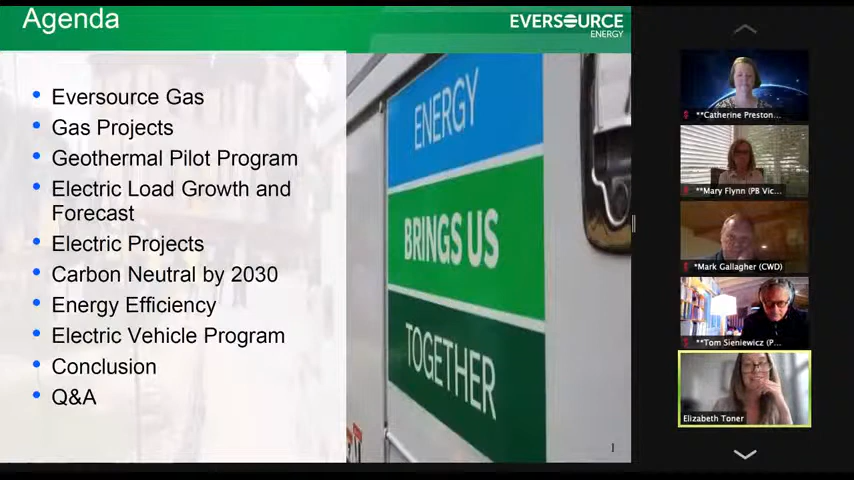 Agenda
EVERSOURCE
ENERGY
Eversource Gas
Gas Projects
Geothermal Pilot Program
Electric Load Growth and
Forecast
Electric Projects
Carbon Neutral by 2030
Energy Efficiency
Electric Vehicle Program
Conclusion
Q&A
ENERGY
BRINGS US
TOGETHER
**Catherine Preston...
**Mary Flynn (PB Vic...
*Mark Gallagher (CWD)
**Tom Sieniewicz (P...
Elizabeth Toner